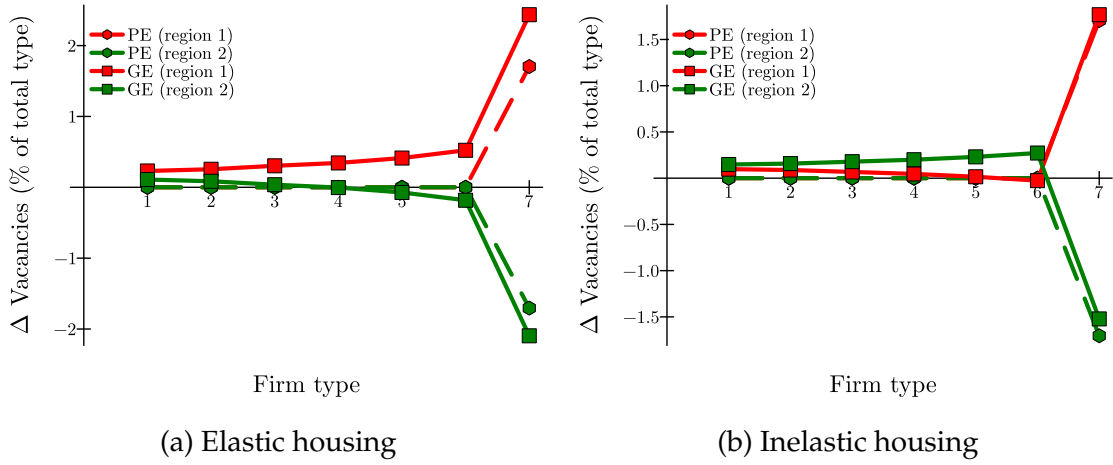 Δ Vacancies (% of total type)
2
1
−1
−2
1 2 3 4 5 7
PE (region 1)
PE (region 2)
GE (region 1)
GE (region 2)
Firm type
(a) Elastic housing
Δ Vacancies (% of total type)
1.5
1.0
0.5
−0.5
−1.0
−1.5
1 2 3 4 5 6 7
PE (region 1)
PE (region 2)
GE (region 1)
GE (region 2)
Firm type
(b) Inelastic housing